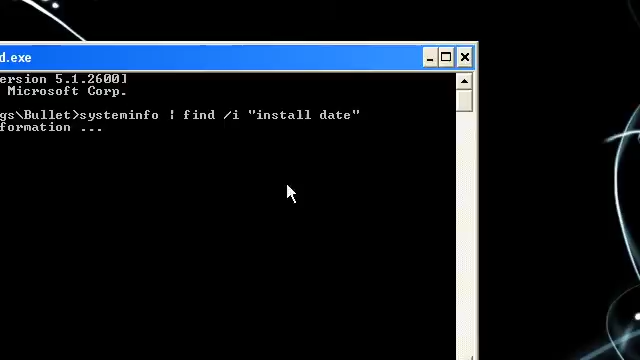 d.exe
ersion 5.1.2600]
Microsoft Corp.
gs\Bullet>systeminfo | find /i "install date"
formation ...